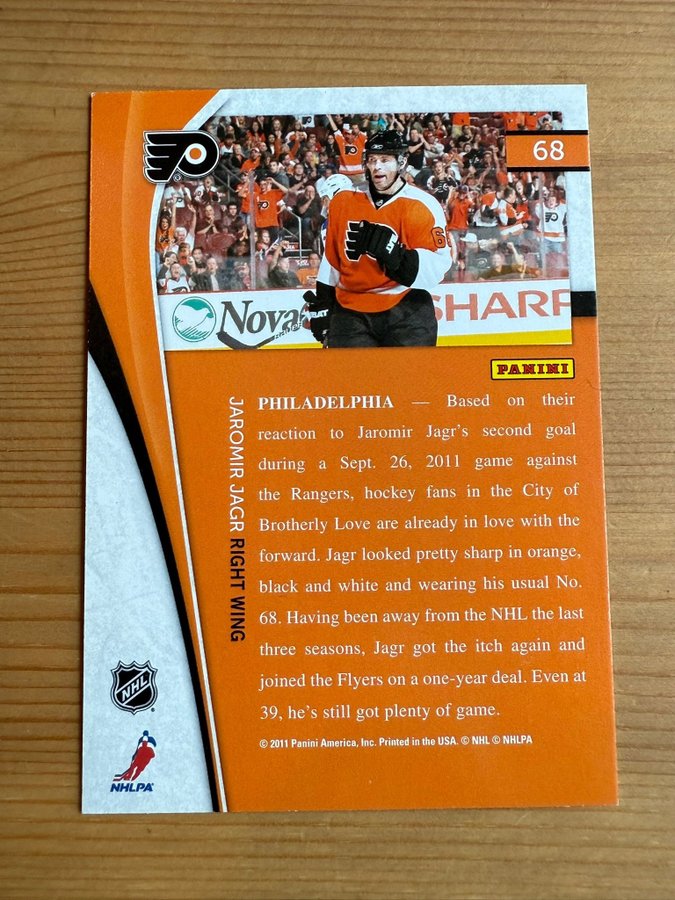 68
Nova
SHARP
PANINI
JAROMIR JAGR RIGHT WING
PHILADELPHIA — Based on their
reaction to Jaromir Jagr's second goal
during a Sept. 26, 2011 game against
the Rangers, hockey fans in the City of
Brotherly Love are already in love with the
forward. Jagr looked pretty sharp in orange,
black and white and wearing his usual No.
68. Having been away from the NHL the last
three seasons, Jagr got the itch again and
joined the Flyers on a one-year deal. Even at
39, he's still got plenty of game.
© 2011 Panini America, Inc. Printed in the USA. © NHL © NHLPA
NHL
NHLPA